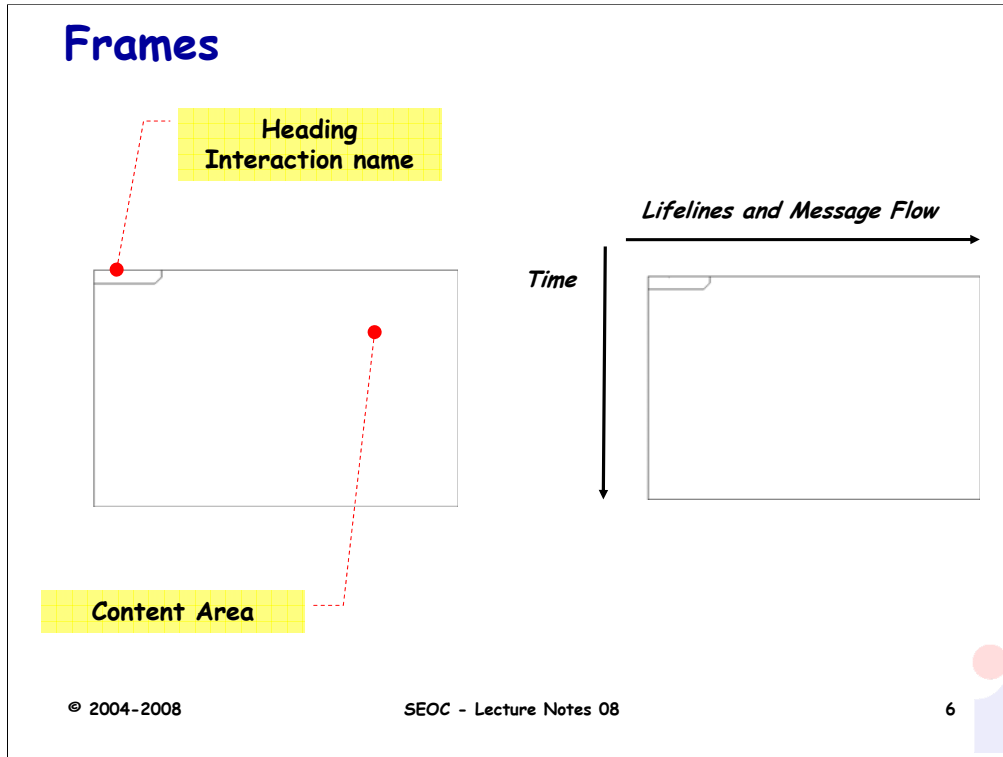 Frames
Heading
Interaction name
Lifelines and Message Flow
Time
Content Area
© 2004-2008
SEOC - Lecture Notes 08
6